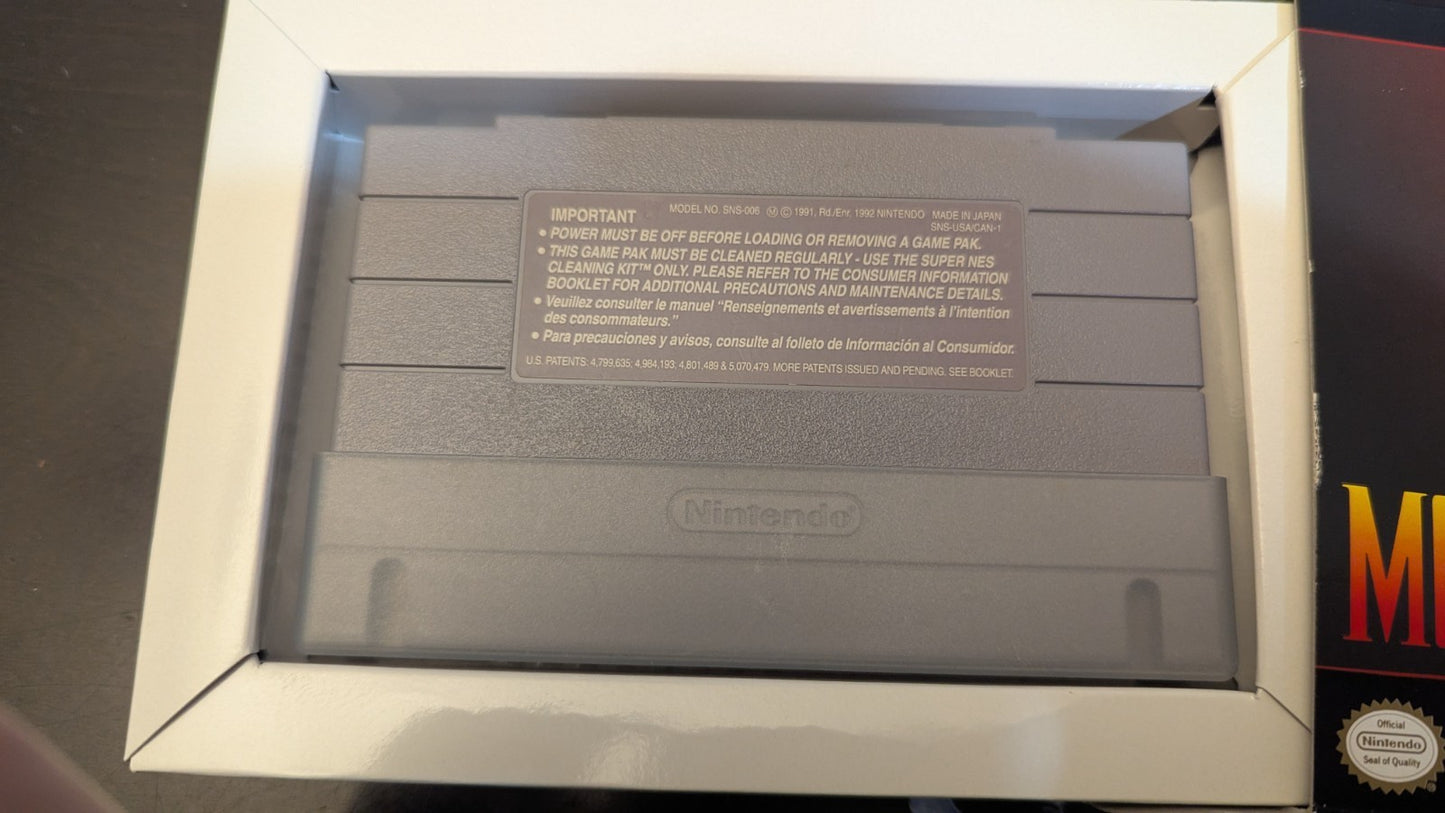 IMPORTANT MODEL NO. SNS-006 Ⓜ © 1991, Rd./Enr. 1992 NINTENDO MADE IN JAPAN
SNS-USA/CAN-1
• POWER MUST BE OFF BEFORE LOADING OR REMOVING A GAME PAK.
• THIS GAME PAK MUST BE CLEANED REGULARLY - USE THE SUPER NES
CLEANING KIT™ ONLY. PLEASE REFER TO THE CONSUMER INFORMATION
BOOKLET FOR ADDITIONAL PRECAUTIONS AND MAINTENANCE DETAILS.
• Veuillez consulter le manuel “Renseignements et avertissements à l’intention
des consommateurs.”
• Para precauciones y avisos, consulte al folleto de Información al Consumidor.
U.S. PATENTS: 4,799,635; 4,984,193; 4,801,489 & 5,070,479. MORE PATENTS ISSUED AND PENDING. SEE BOOKLET.
Nintendo
Official
Nintendo
Seal of Quality
®